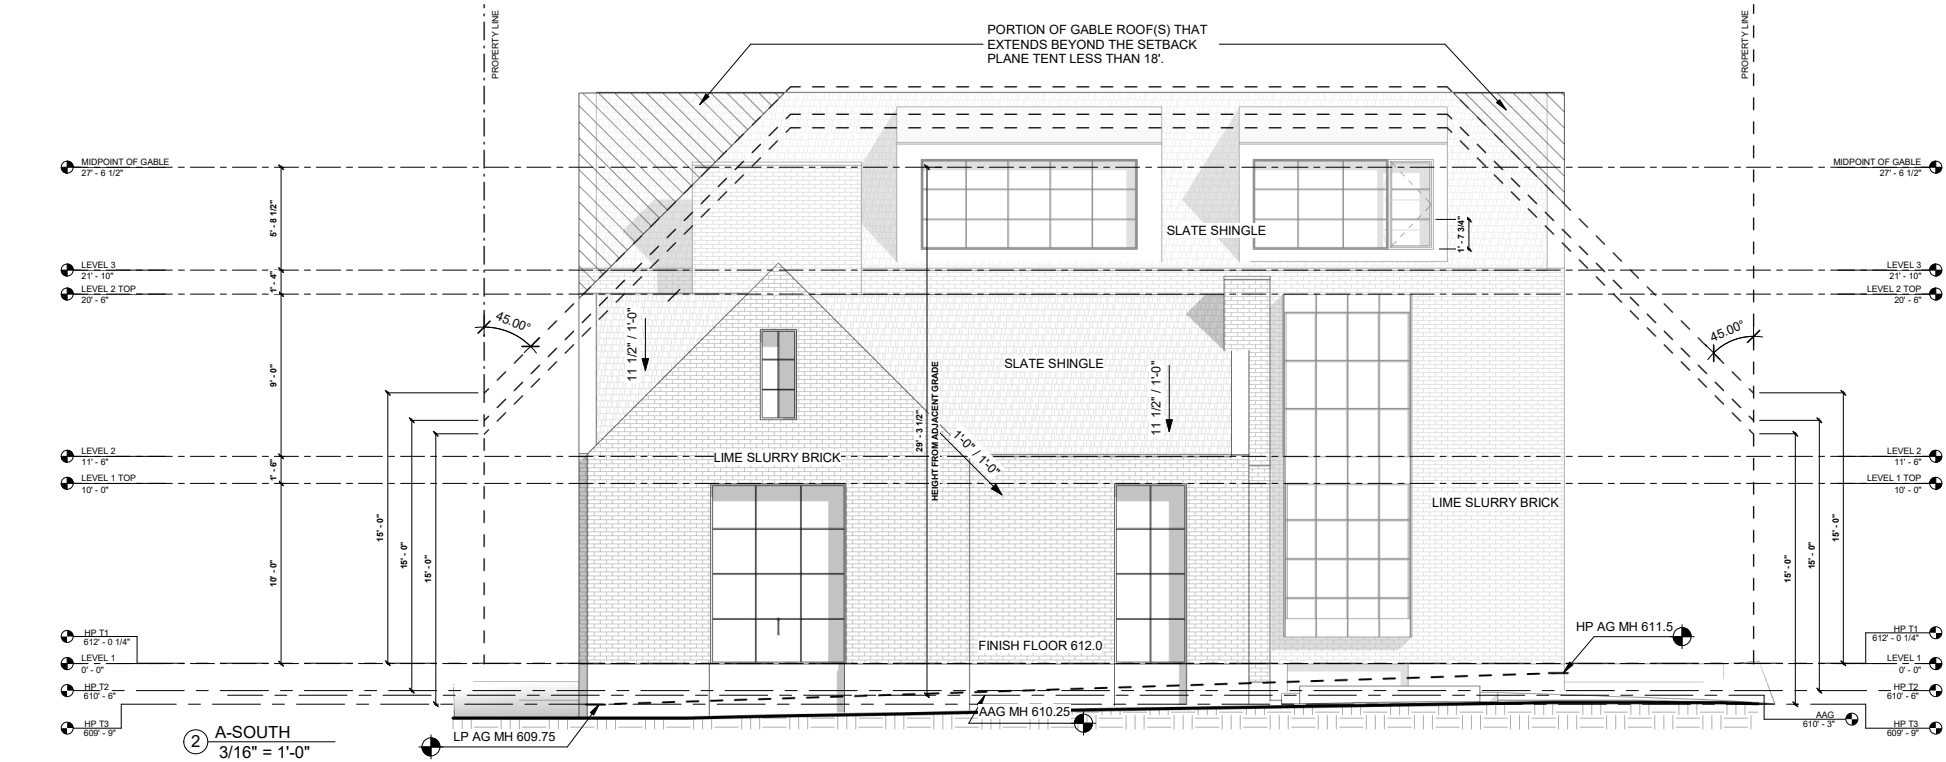 PROPERTY LINE
PORTION OF GABLE ROOF(S) THAT
EXTENDS BEYOND THE SETBACK
PLANE TENT LESS THAN 18'.
PROPERTY LINE
MIDPOINT OF GABLE
27' - 6 1/2"
MIDPOINT OF GABLE
27' - 6 1/2"
5' - 8 1/2"
SLATE SHINGLE
1' - 7 3/4"
LEVEL 3
21' - 10"
1' - 4"
LEVEL 3
21' - 10"
LEVEL 2 TOP
20' - 6"
LEVEL 2 TOP
20' - 6"
45.00°
45.00°
11 1/2" / 1'-0"
SLATE SHINGLE
11 1/2" / 1'-0"
9' - 0"
29' - 3 1/2"
HEIGHT FROM ADJACENT GRADE
1'-0" / 1'-0"
LEVEL 2
11' - 6"
1' - 6"
LIME SLURRY BRICK
LEVEL 2
11' - 6"
LEVEL 1 TOP
10' - 0"
LEVEL 1 TOP
10' - 0"
LIME SLURRY BRICK
10' - 0"
15' - 0"
15' - 0"
15' - 0"
15' - 0"
15' - 0"
15' - 0"
HP T1
612' - 0 1/4"
FINISH FLOOR 612.0
HP AG MH 611.5
HP T1
612' - 0 1/4"
LEVEL 1
0' - 0"
LEVEL 1
0' - 0"
HP T2
610' - 6"
HP T2
610' - 6"
AAG MH 610.25
AAG
610' - 3"
HP T3
609' - 9"
HP T3
609' - 9"
LP AG MH 609.75
2
A-SOUTH
3/16" = 1'-0"